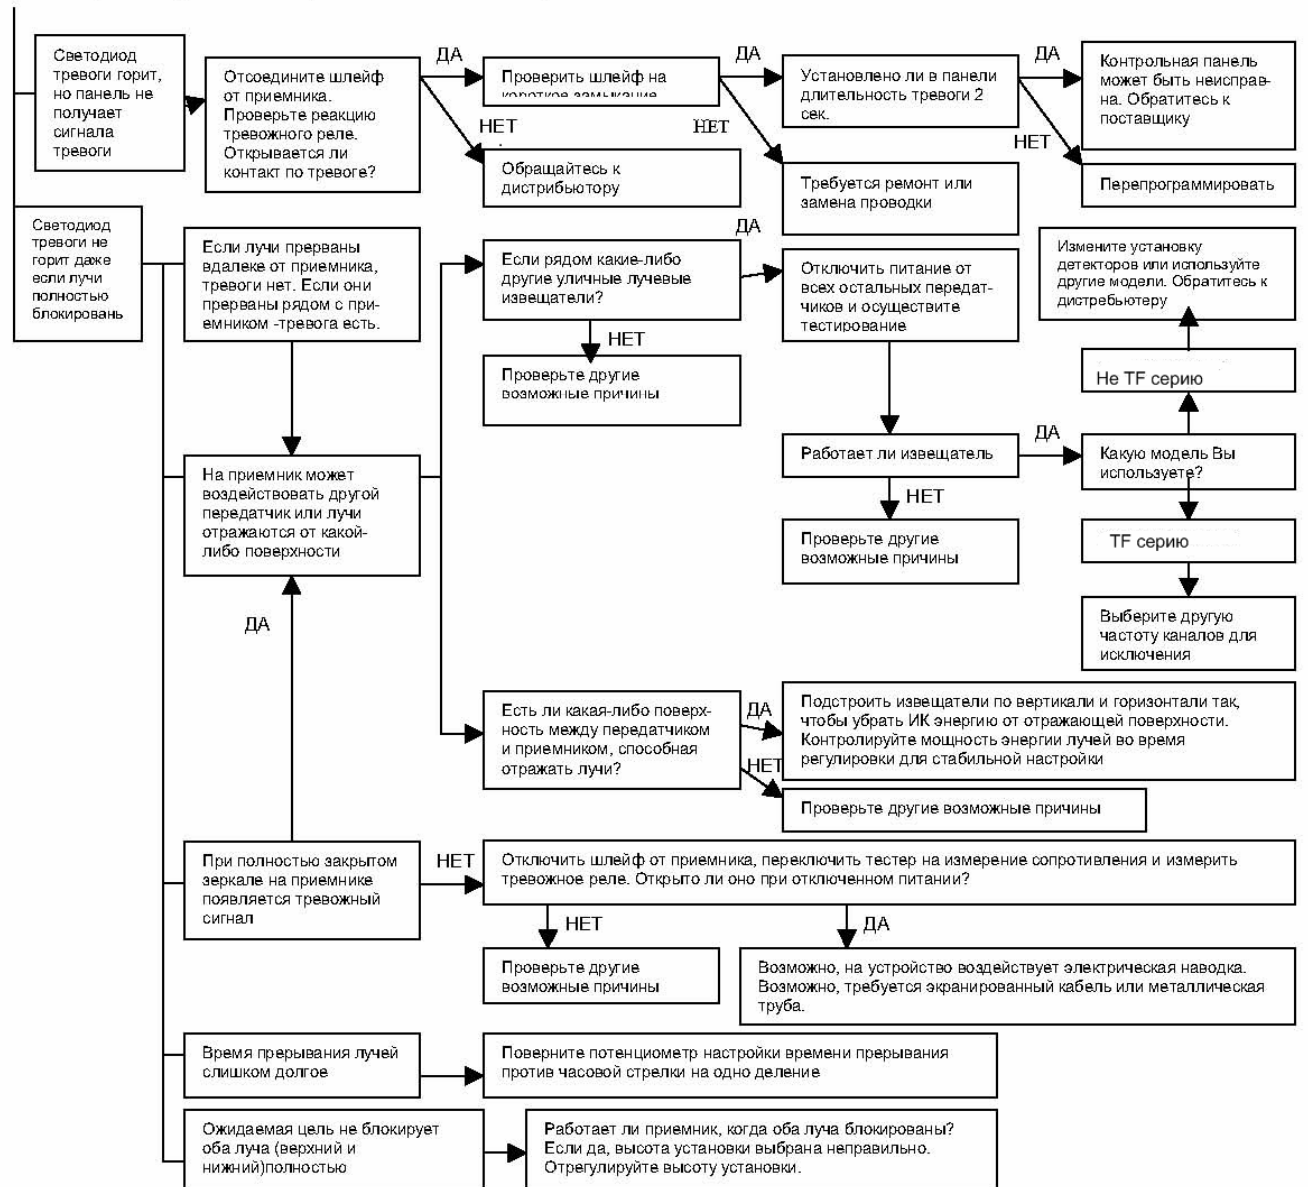 Светодиод
тревоги горит,
но панель не
получает
сигнала
тревоги
Отсоедините шлейф
от приемника.
Проверьте реакцию
тревожного реле.
Открывается ли
контакт по тревоге?
ДА
НЕТ
Проверить шлейф на
короткое замыкание
Обращайтесь к
дистрибьютору
ДА
НЕТ
Установлено ли в панели
длительность тревоги 2
сек.
Требуется ремонт или
замена проводки
ДА
НЕТ
Контрольная панель
может быть неисправ-
на. Обратитесь к
поставщику
Перепрограммировать
Светодиод
тревоги не
горит даже
если лучи
полностью
блокировань
Если лучи прерваны
вдалеке от приемника,
тревоги нет. Если они
прерваны рядом с при-
емником -тревога есть.
На приемник может
воздействовать другой
передатчик или лучи
отражаются от какой-
либо поверхности
ДА
Если рядом какие-либо
другие уличные лучевые
извещатели?
НЕТ
Проверьте другие
возможные причины
ДА
Отключить питание от
всех остальных передат-
чиков и осуществите
тестирование
Работает ли извещатель
НЕТ
Проверьте другие
возможные причины
ДА
Измените установку
детекторов или используйте
другие модели. Обратитесь к
дистребьютеру
Не TF серию
Какую модель Вы
используете?
TF серию
Выберите другую
частоту каналов для
исключения
Есть ли какая-либо поверх-
ность между передатчиком
и приемником, способная
отражать лучи?
ДА
НЕТ
Подстроить извещатели по вертикали и горизонтали так,
чтобы убрать ИК энергию от отражающей поверхности.
Контролируйте мощность энергии лучей во время
регулировки для стабильной настройки
Проверьте другие возможные причины
При полностью закрытом
зеркале на приемнике
появляется тревожный
сигнал
НЕТ
Отключить шлейф от приемника, переключить тестер на измерение сопротивления и измерить
тревожное реле. Открыто ли оно при отключенном питании?
НЕТ
ДА
Проверьте другие
возможные причины
Возможно, на устройство воздействует электрическая наводка.
Возможно, требуется экранированный кабель или металлическая
труба.
Время прерывания лучей
слишком долгое
Поверните потенциометр настройки времени прерывания
против часовой стрелки на одно деление
Ожидаемая цель не блокирует
оба луча (верхний и
нижний)полностью
Работает ли приемник, когда оба луча блокированы?
Если да, высота установки выбрана неправильно.
Отрегулируйте высоту установки.